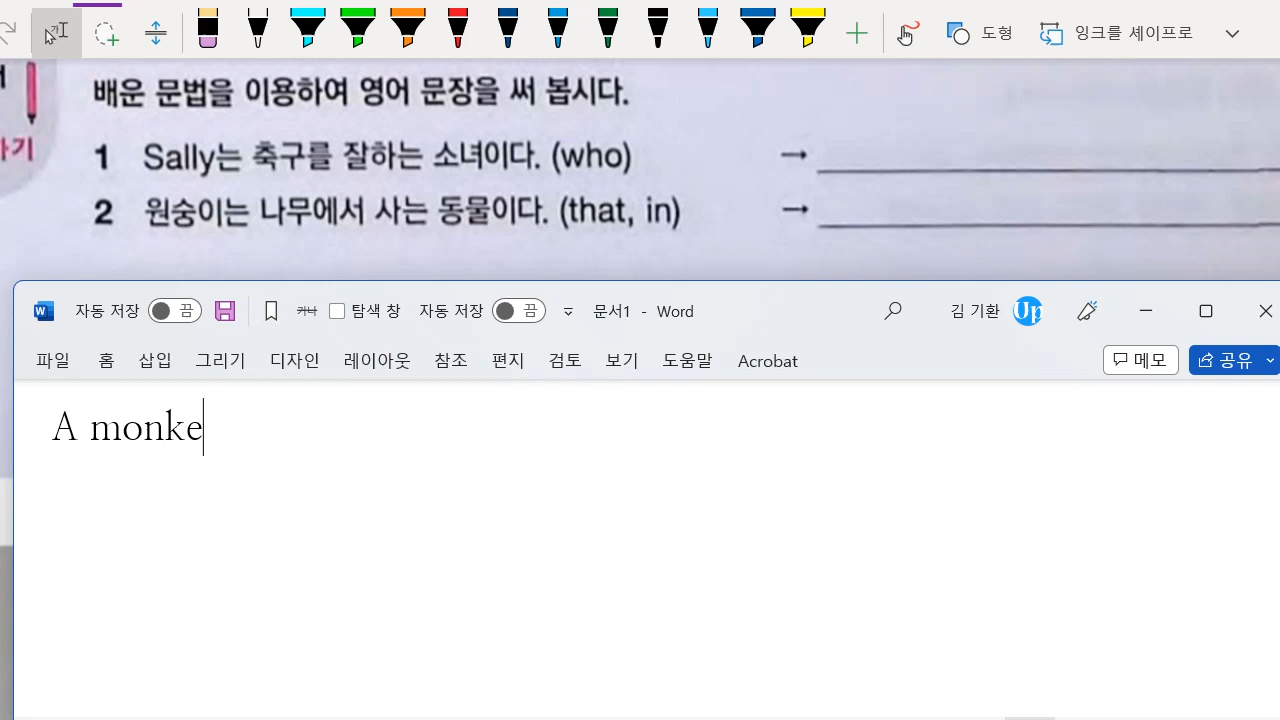 도형
잉크를 셰이프로
배운 문법을 이용하여 영어 문장을 써 봅시다.
1 Sally는 축구를 잘하는 소녀이다. (who) →
2 원숭이는 나무에서 사는 동물이다. (that, in) →
자동 저장 끔 탐색 창 자동 저장 끔 문서1 - Word 김 기환 Up
파일 홈 삽입 그리기 디자인 레이아웃 참조 편지 검토 보기 도움말 Acrobat 메모 공유
A monke